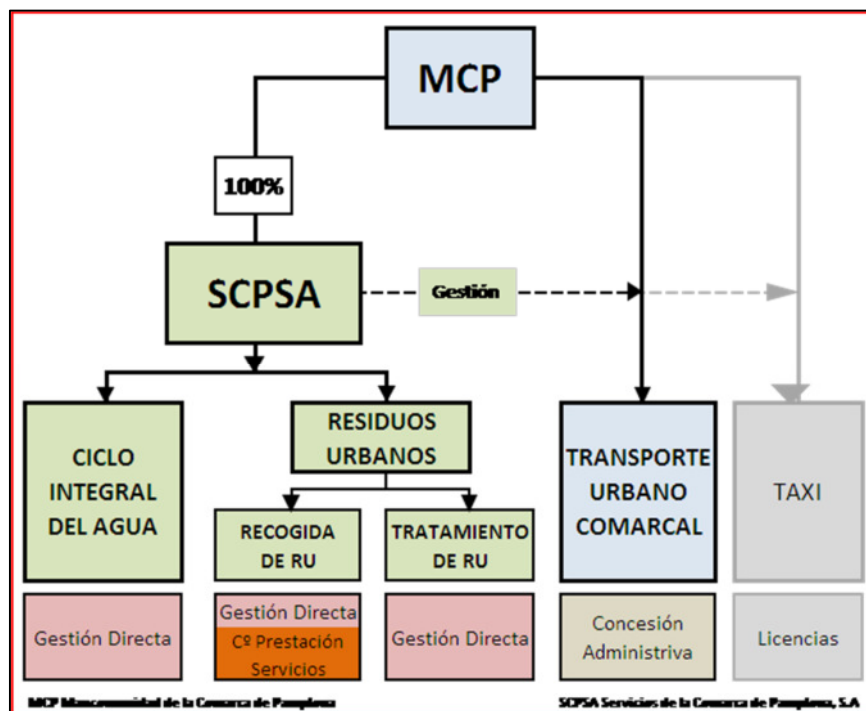 MCP
100%
SCPSA
Gestión
CICLO
INTEGRAL
DEL AGUA
RESIDUOS
URBANOS
RECOGIDA
DE RU
TRATAMIENTO
DE RU
TRANSPORTE
URBANO
COMARCAL
TAXI
Gestión Directa
Gestión Directa
Cº Prestación
Servicios
Gestión Directa
Concesión
Administriva
Licencias
MCP Mancomunidad de la Comarca de Pamplona
SCPSA Servicios de la Comarca de Pamplona, S.A